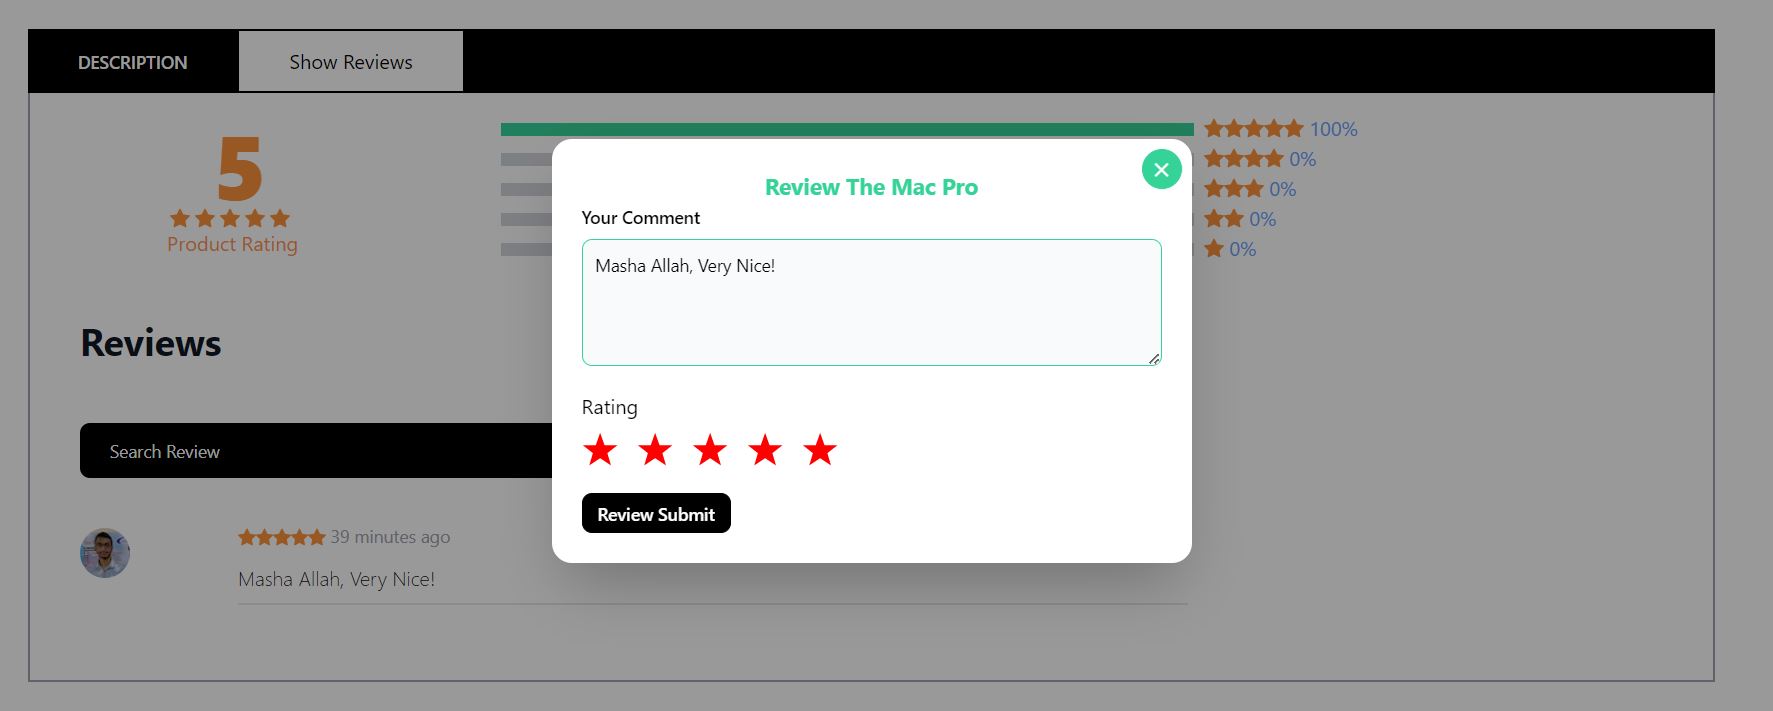 DESCRIPTION
Show Reviews
5
Product Rating
100%
0%
0%
0%
0%
Reviews
Search Review
39 minutes ago
Masha Allah, Very Nice!
Review The Mac Pro
Your Comment
Masha Allah, Very Nice!
Rating
Review Submit